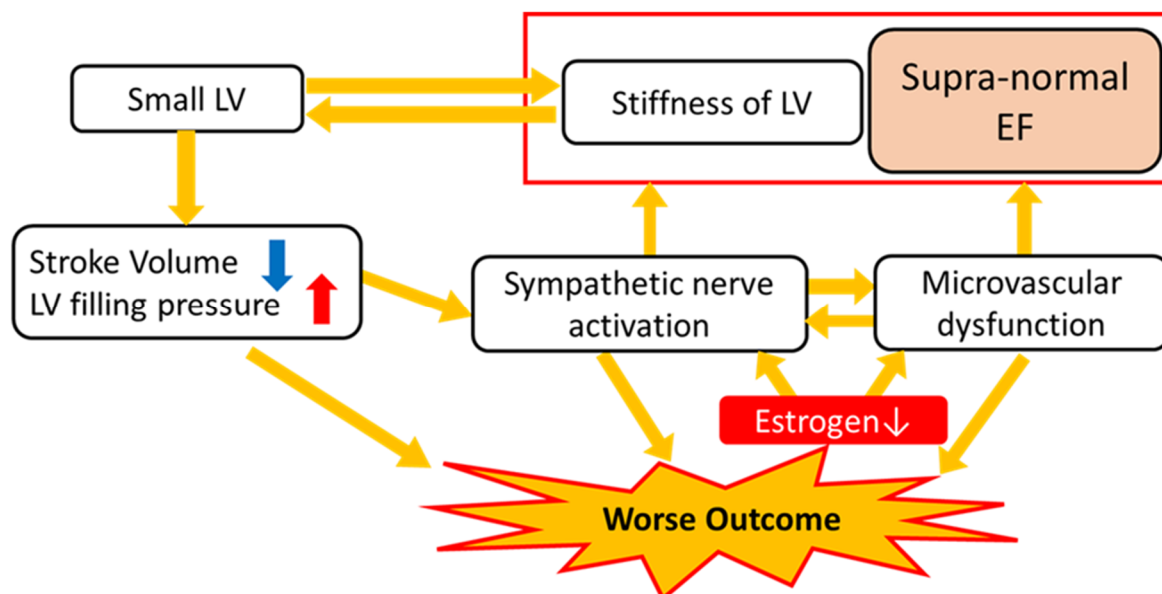 Small LV
Stiffness of LV
Supra-normal
EF
Stroke Volume
LV filling pressure
Sympathetic nerve
activation
Microvascular
dysfunction
Estrogen↓
Worse Outcome